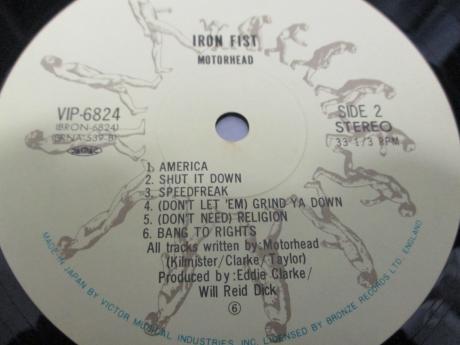 IRON FIST
MOTORHEAD
VIP-6824
(BRON-6824)
(SRNA-539-B)
SIDE 2
STEREO
33 1/3 RPM
1. AMERICA
2. SHUT IT DOWN
3. SPEEDFREAK
4. (DON'T LET 'EM) GRIND YA DOWN
5. (DON'T NEED) RELIGION
6. BANG TO RIGHTS
All tracks written by:Motorhead
(Kilmister/Clarke/Taylor)
Produced by:Eddie Clarke/
Will Reid Dick
6
MADE IN JAPAN BY VICTOR MUSICAL INDUSTRIES, INC. LICENSED BY BRONZE RECORDS LTD. ENGLAND